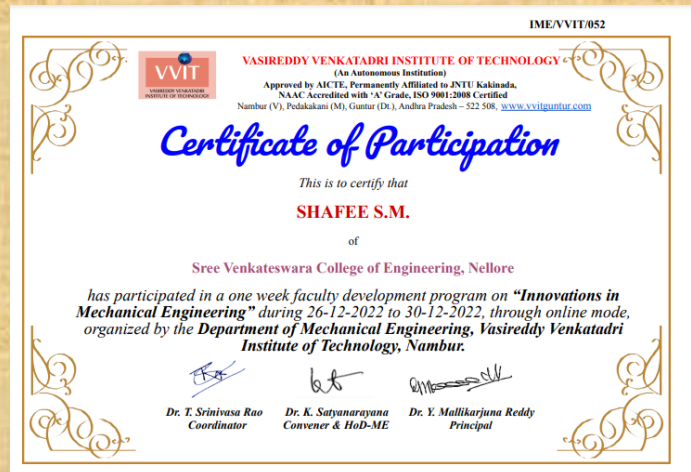 IME/VVIT/052
VVIT
VASIREDDY VENKATADRI
INSTITUTE OF TECHNOLOGY
VASIREDDY VENKATADRI INSTITUTE OF TECHNOLOGY
(An Autonomous Institution)
Approved by AICTE, Permanently Affiliated to JNTU Kakinada,
NAAC Accredited with ‘A’ Grade, ISO 9001:2008 Certified
Nambur (V), Pedakakani (M), Guntur (Dt.), Andhra Pradesh – 522 508, www.vvitguntur.com
Certificate of Participation
This is to certify that
SHAFEE S.M.
of
Sree Venkateswara College of Engineering, Nellore
has participated in a one week faculty development program on “Innovations in
Mechanical Engineering” during 26-12-2022 to 30-12-2022, through online mode,
organized by the Department of Mechanical Engineering, Vasireddy Venkatadri
Institute of Technology, Nambur.
Dr. T. Srinivasa Rao
Coordinator
Dr. K. Satyanarayana
Convener & HoD-ME
Dr. Y. Mallikarjuna Reddy
Principal